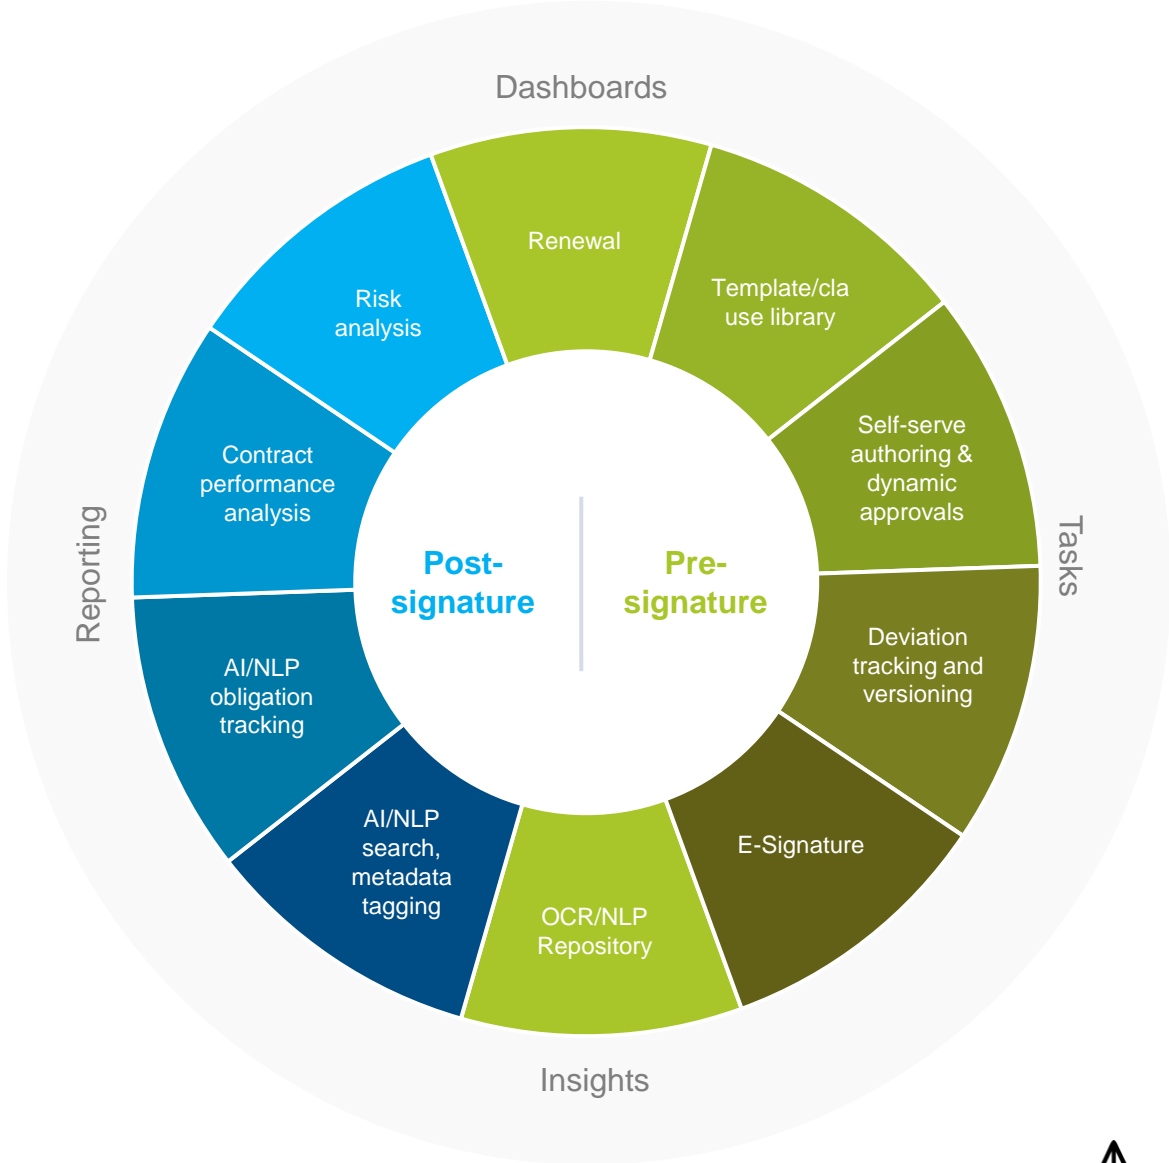 Dashboards
Renewal
Template/cla
use library
Self-serve
authoring &
dynamic
approvals
Tasks
Deviation
tracking and
versioning
E-Signature
OCR/NLP
Repository
Insights
AI/NLP
search,
metadata
tagging
AI/NLP
obligation
tracking
Reporting
Contract
performance
analysis
Risk
analysis
Post-
signature
Pre-
signature